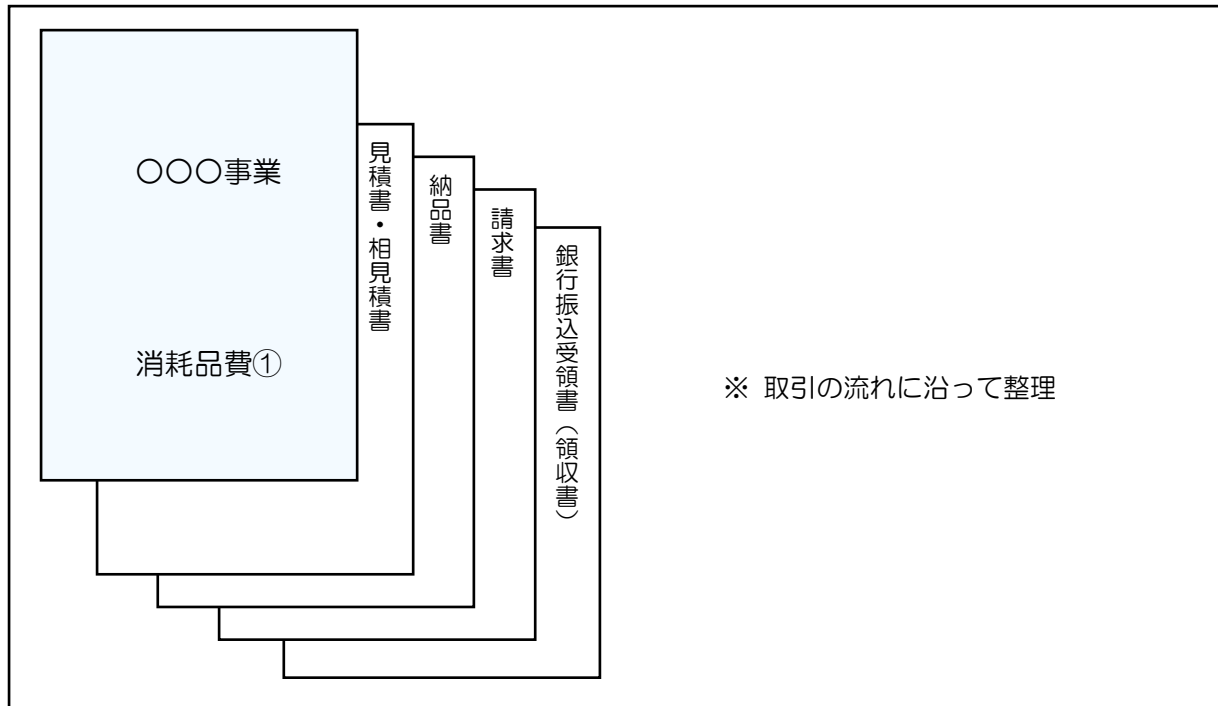 〇〇〇事業
消耗品費①
見積書・相見積書
納品書
請求書
銀行振込受領書（領収書）
※ 取引の流れに沿って整理